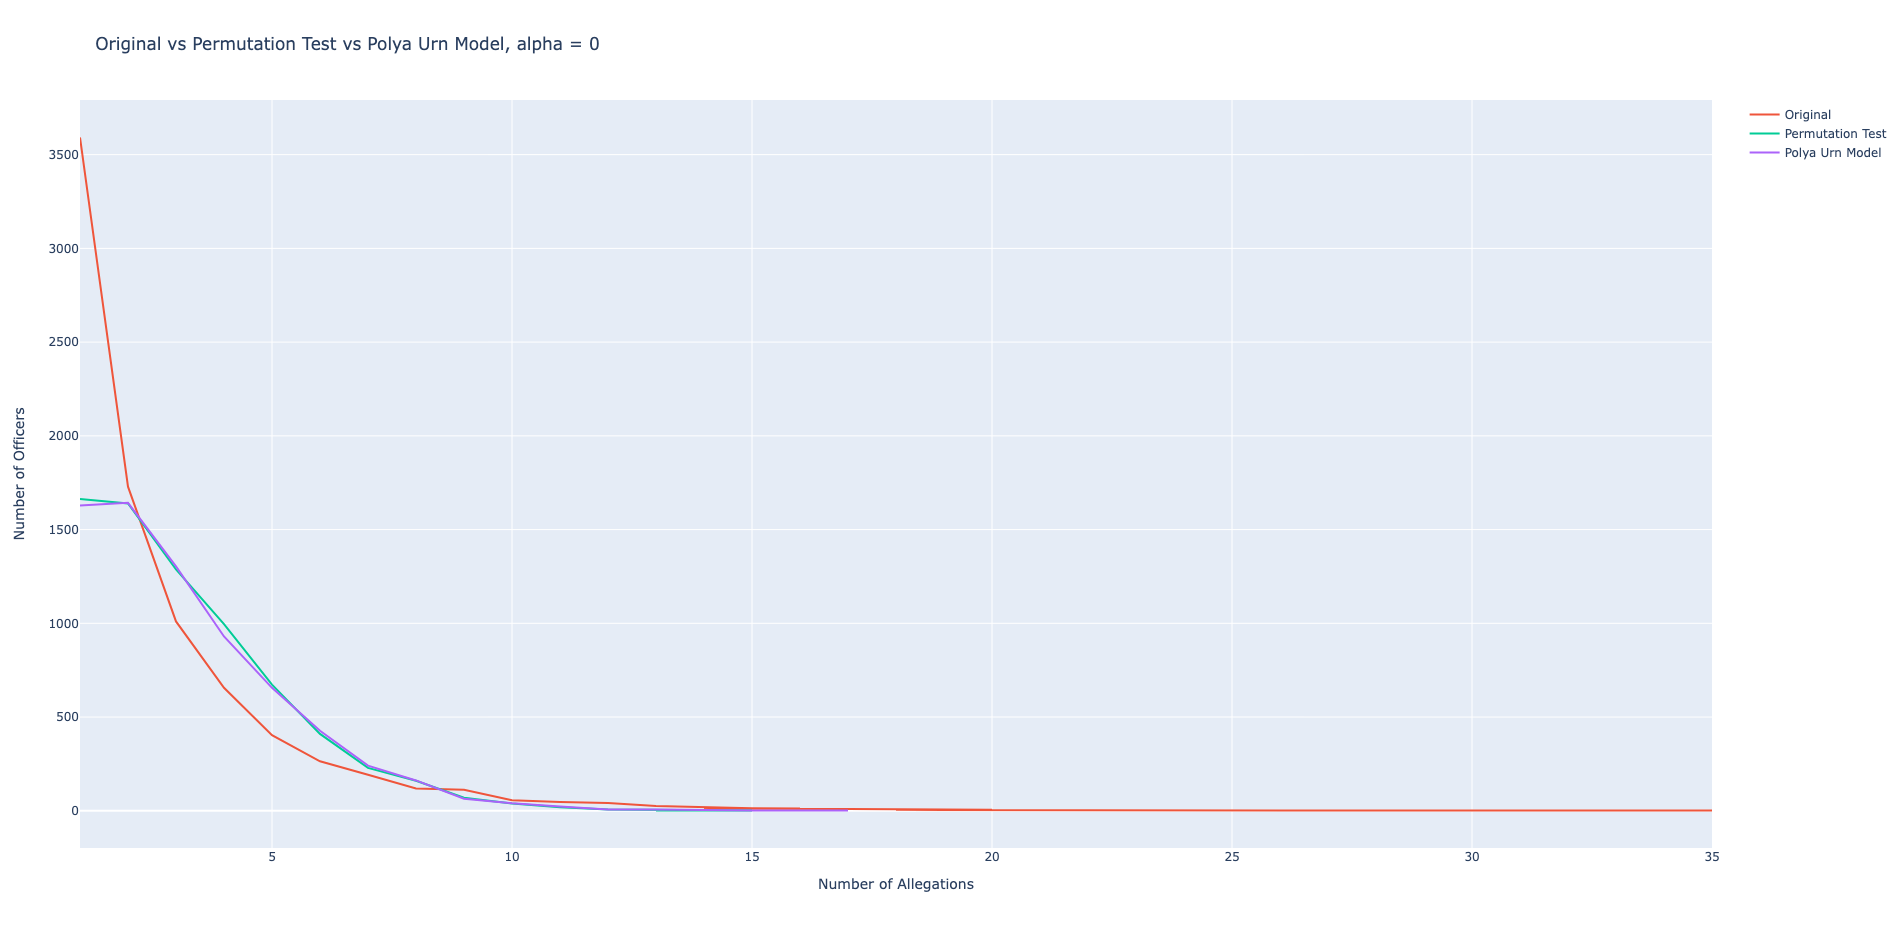 Original vs Permutation Test vs Polya Urn Model, alpha = 0
Original
Permutation Test
Polya Urn Model
3500
3000
2500
2000
1500
1000
500
0
Number of Officers
5 10 15 20 25 30 35
Number of Allegations